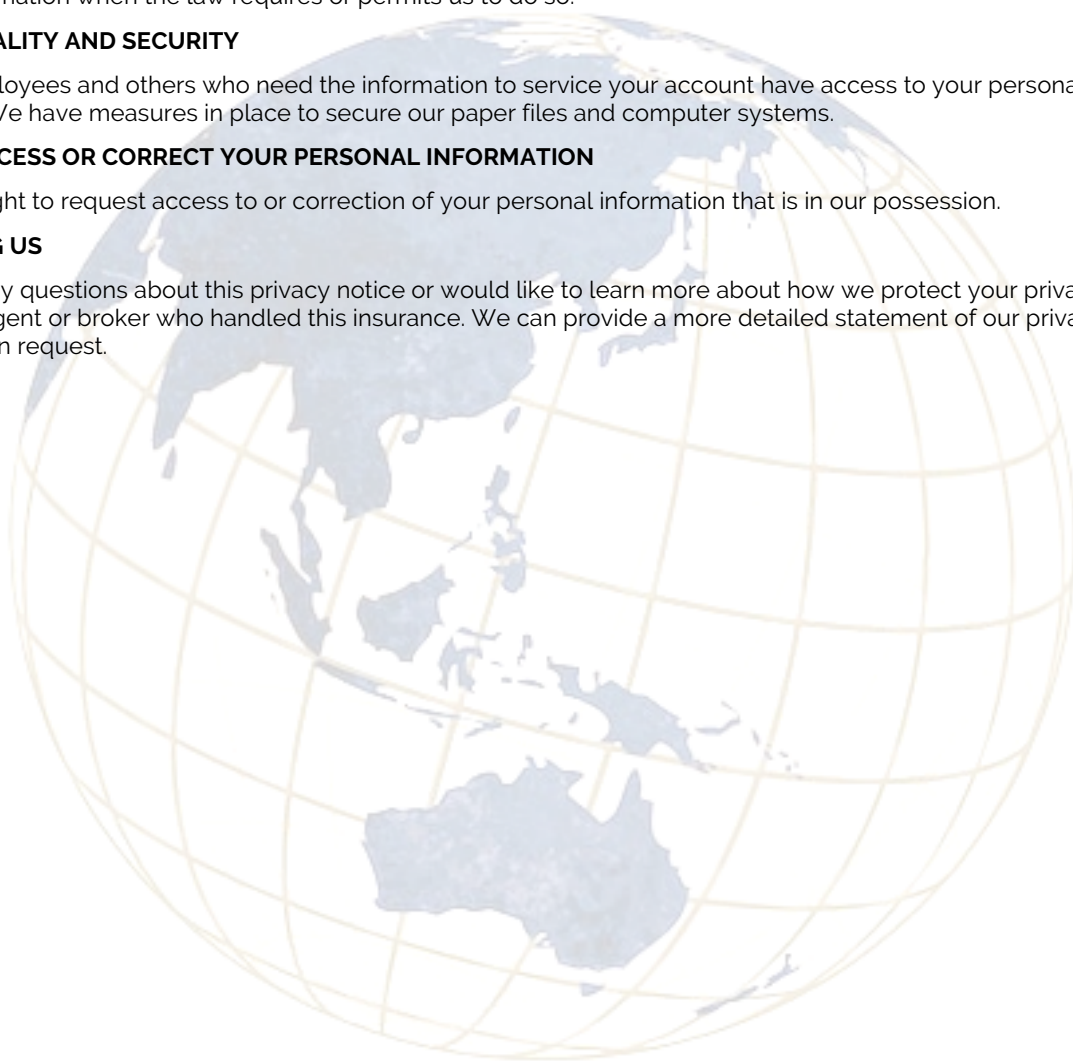 mation when the law requires or permits us to do so.
ALITY AND SECURITY
loyees and others who need the information to service your account have access to your persona
We have measures in place to secure our paper files and computer systems.
CESS OR CORRECT YOUR PERSONAL INFORMATION
ght to request access to or correction of your personal information that is in our possession.
G US
y questions about this privacy notice or would like to learn more about how we protect your priva
gent or broker who handled this insurance. We can provide a more detailed statement of our priva
n request.